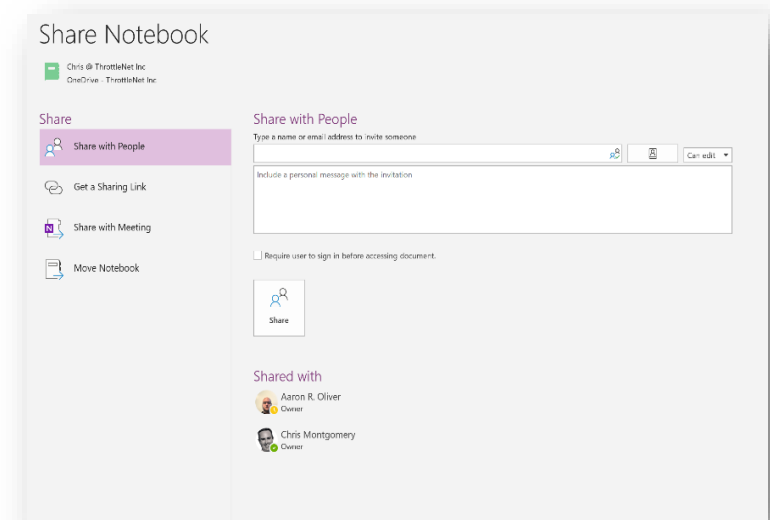 Share Notebook
Chris @ ThrottleNet Inc
OneDrive - ThrottleNet Inc
Share
Share with People
Get a Sharing Link
Share with Meeting
Move Notebook
Share with People
Type a name or email address to invite someone
Can edit
Include a personal message with the invitation
Require user to sign in before accessing document.
Share
Shared with
Aaron R. Oliver
Owner
Chris Montgomery
Owner